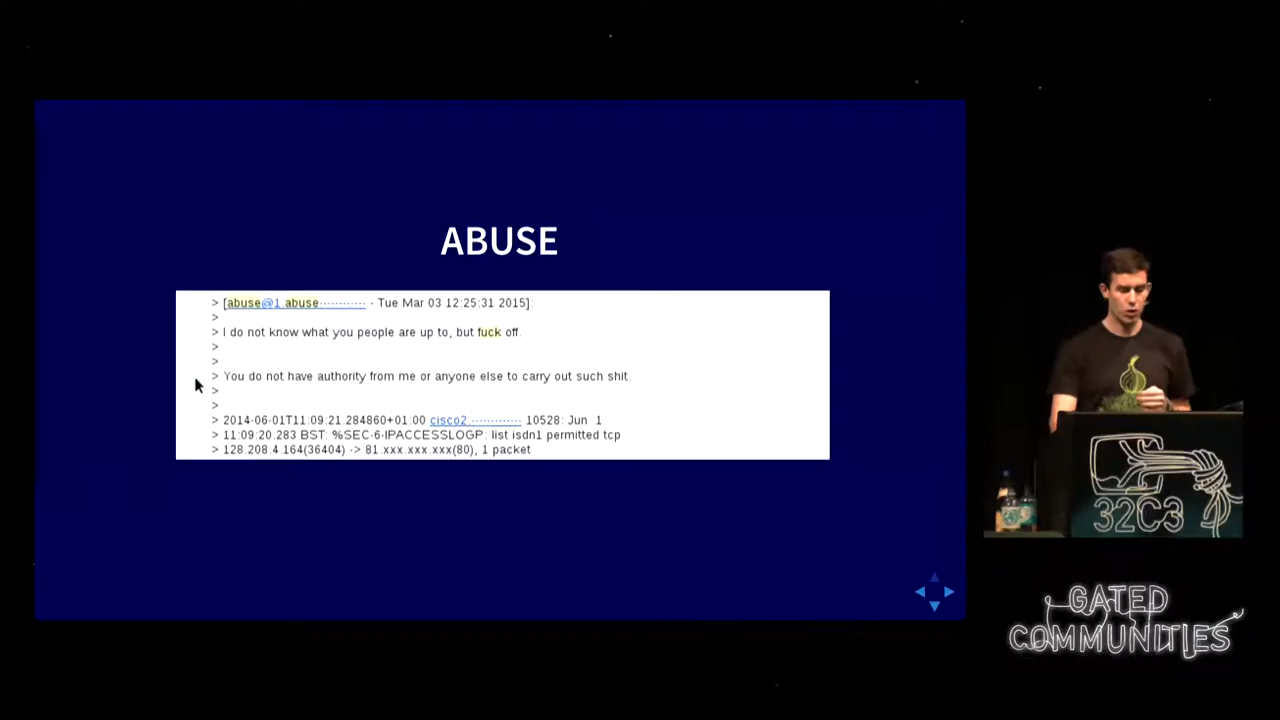 ABUSE
> [abuse@1 abuse············ - Tue Mar 03 12:25:31 2015]:
>
> I do not know what you people are up to, but fuck off.
>
>
> You do not have authority from me or anyone else to carry out such shit.
>
>
> 2014-06-01T11:09:21.284860+01:00 cisco2.············· 10528: Jun 1
> 11:09:20.283 BST: %SEC-6-IPACCESSLOGP: list isdn1 permitted tcp
> 128.208.4.164(36404) -> 81.xxx.xxx.xxx(80), 1 packet
32C3
GATED
COMMUNITIES